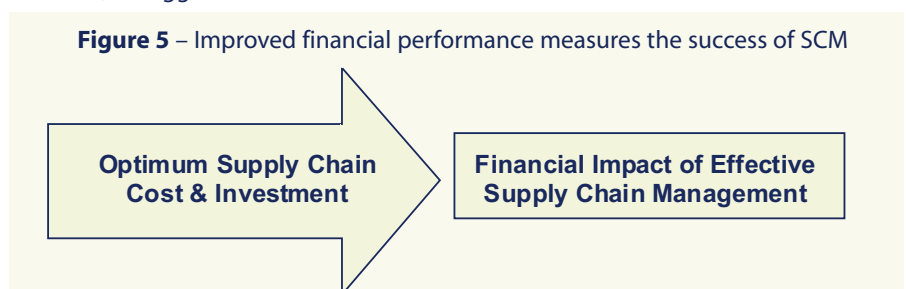 Figure 5 – Improved financial performance measures the success of SCM
Optimum Supply Chain
Cost & Investment
Financial Impact of Effective
Supply Chain Management